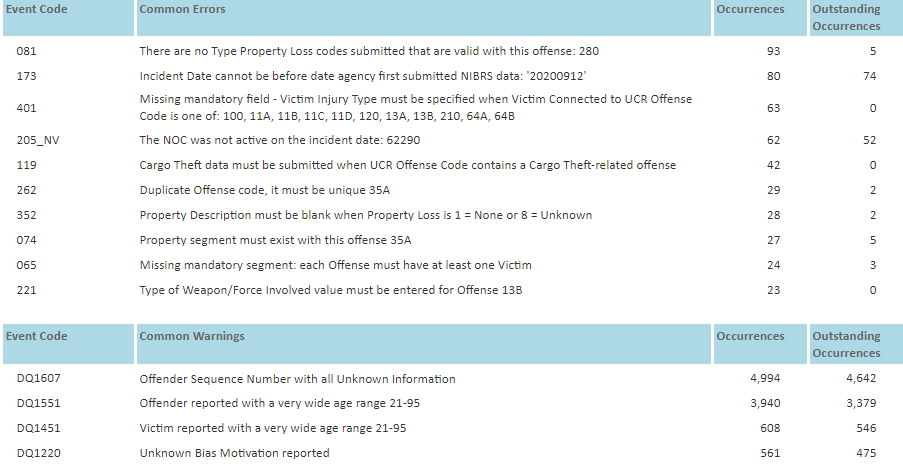 Event Code Common Errors Occurrences Outstanding
Occurrences
081 There are no Type Property Loss codes submitted that are valid with this offense: 280 93 5
173 Incident Date cannot be before date agency first submitted NIBRS data: '20200912' 80 74
Missing mandatory field - Victim Injury Type must be specified when Victim Connected to UCR Offense
401 63 0
Code is one of: 100, 11A, 11B, 11C, 11D, 120, 13A, 13B, 210, 64A, 64B
205_NV The NOC was not active on the incident date: 62290 62 52
119 Cargo Theft data must be submitted when UCR Offense Code contains a Cargo Theft-related offense 42 0
262 Duplicate Offense code, it must be unique 35A 29 2
352 Property Description must be blank when Property Loss is 1 = None or 8 = Unknown 28 2
074 Property segment must exist with this offense 35A 27 5
065 Missing mandatory segment: each Offense must have at least one Victim 24 3
221 Type of Weapon/Force Involved value must be entered for Offense 13B 23 0
Event Code Common Warnings Occurrences Outstanding
Occurrences
DQ1607 Offender Sequence Number with all Unknown Information 4,994 4,642
DQ1551 Offender reported with a very wide age range 21-95 3,940 3,379
DQ1451 Victim reported with a very wide age range 21-95 608 546
DQ1220 Unknown Bias Motivation reported 561 475